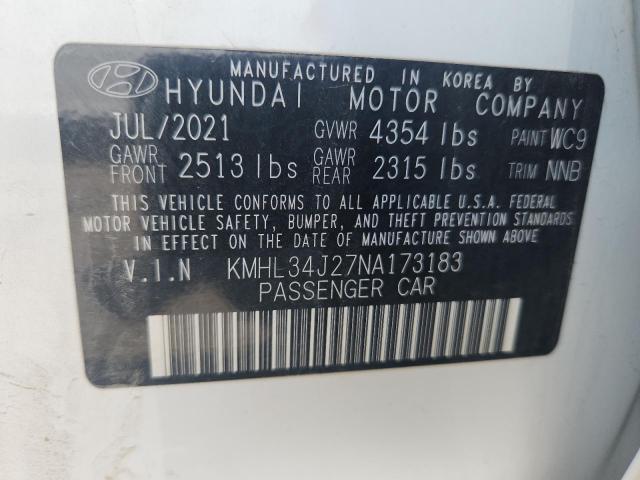 MANUFACTURED IN KOREA BY
HYUNDAI MOTOR COMPANY
JUL/2021 GVWR 4354 lbs PAINT WC9
GAWR FRONT 2513 lbs GAWR REAR 2315 lbs TRIM NNB
THIS VEHICLE CONFORMS TO ALL APPLICABLE U.S.A. FEDERAL
MOTOR VEHICLE SAFETY, BUMPER, AND THEFT PREVENTION STANDARDS
IN EFFECT ON THE DATE OF MANUFACTURE SHOWN ABOVE
V.I.N KMHL34J27NA173183
PASSENGER CAR